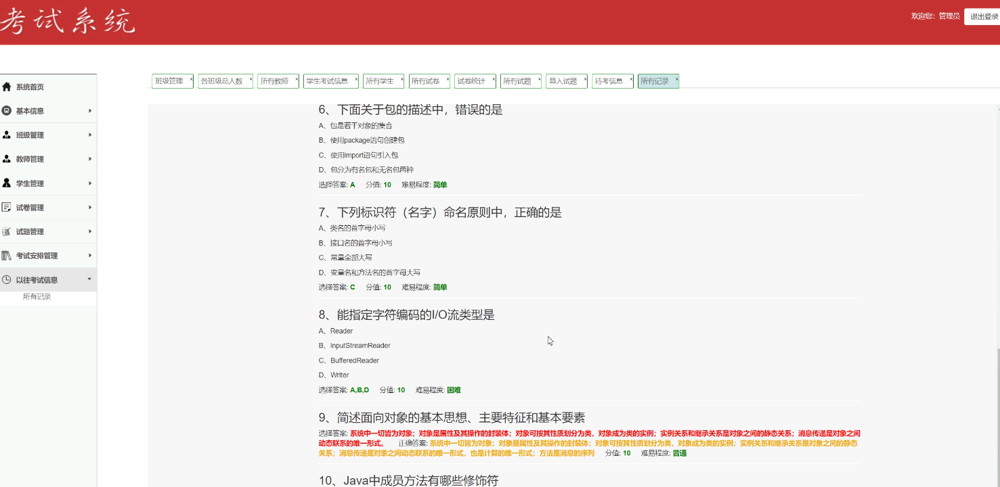 考试系统
欢迎您: 管理员 退出登录
班级管理 × 各班级总人数 × 所有教师 × 学生考试信息 × 所有学生 × 所有试卷 × 试卷统计 × 所有试题 × 导入试题 × 待考信息 × 所有记录 ×
系统首页
基本信息
班级管理
教师管理
学生管理
试卷管理
试题管理
考试安排管理
以往考试信息
所有记录
6、下面关于包的描述中，错误的是
A、包是若干对象的集合
B、使用package语句创建包
C、使用import语句引入包
D、包分为有名包和无名包两种
选择答案: A 分值: 10 难易程度: 简单
7、下列标识符（名字）命名原则中，正确的是
A、类名的首字母小写
B、接口名的首字母小写
C、常量全部大写
D、变量名和方法名的首字母大写
选择答案: C 分值: 10 难易程度: 简单
8、能指定字符编码的I/O流类型是
A、Reader
B、InputStreamReader
C、BufferedReader
D、Writer
选择答案: A,B,D 分值: 10 难易程度: 困难
9、简述面向对象的基本思想、主要特征和基本要素
选择答案: 系统中一切皆为对象；对象是属性及其操作的封装体；对象可按其性质划分为类，对象成为类的实例；实例关系和继承关系是对象之间的静态关系；消息传递是对象之间
动态联系的唯一形式。 正确答案: 系统中一切皆为对象；对象是属性及其操作的封装体；对象可按其性质划分为类，对象成为类的实例；实例关系和继承关系是对象之间的静态
关系；消息传递是对象之间动态联系的唯一形式，也是计算的唯一形式；方法是消息的序列 分值: 10 难易程度: 普通
10、Java中成员方法有哪些修饰符